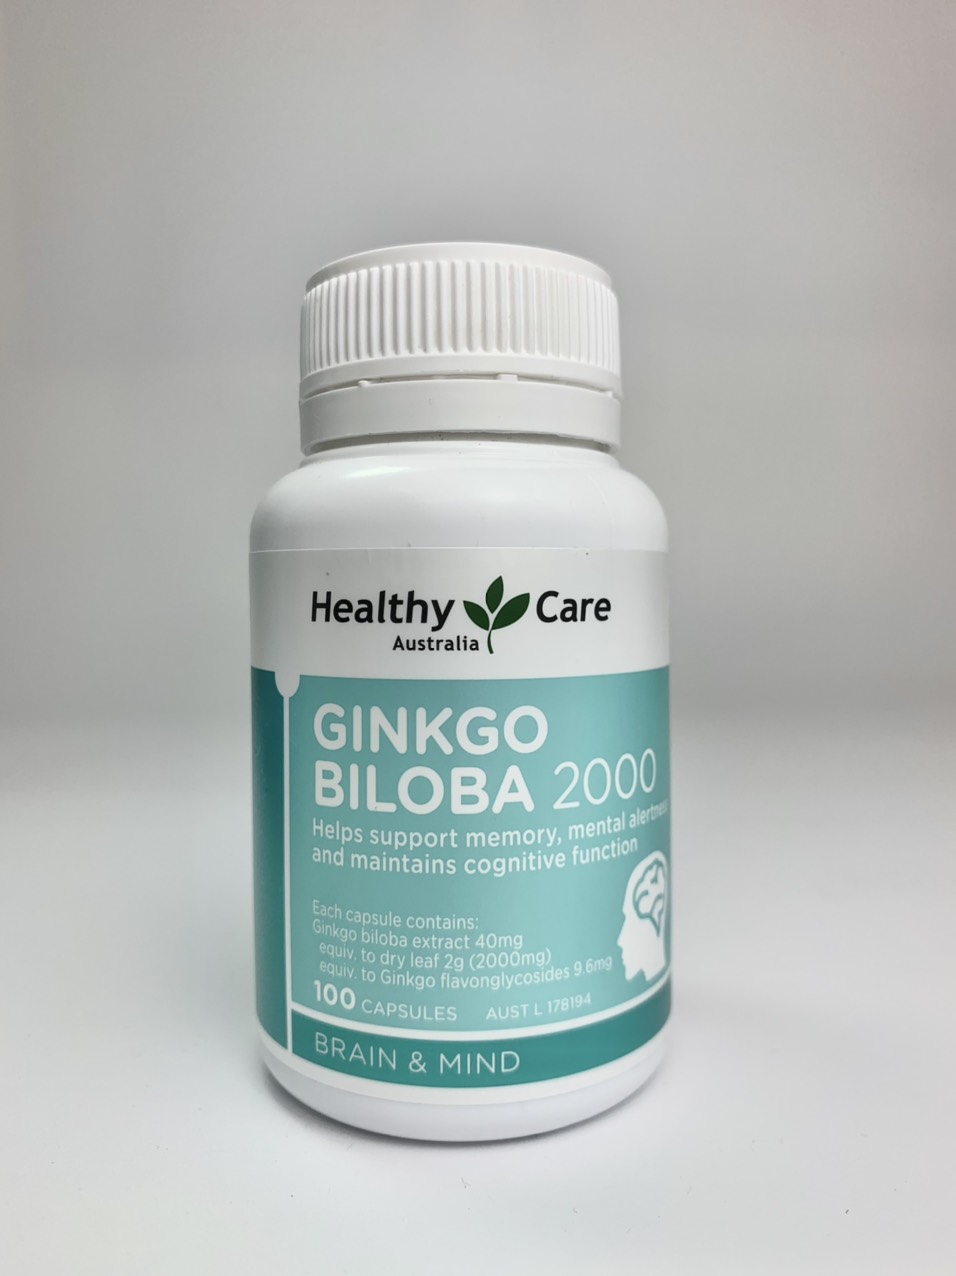 Healthy Care
Australia
GINKGO
BILOBA 2000
Helps support memory, mental alertness
and maintains cognitive function
Each capsule contains:
Ginkgo biloba extract 40mg
equiv. to dry leaf 2g (2000mg)
equiv. to Ginkgo flavonglycosides 9.6mg
100 CAPSULES AUST L 178194
BRAIN & MIND